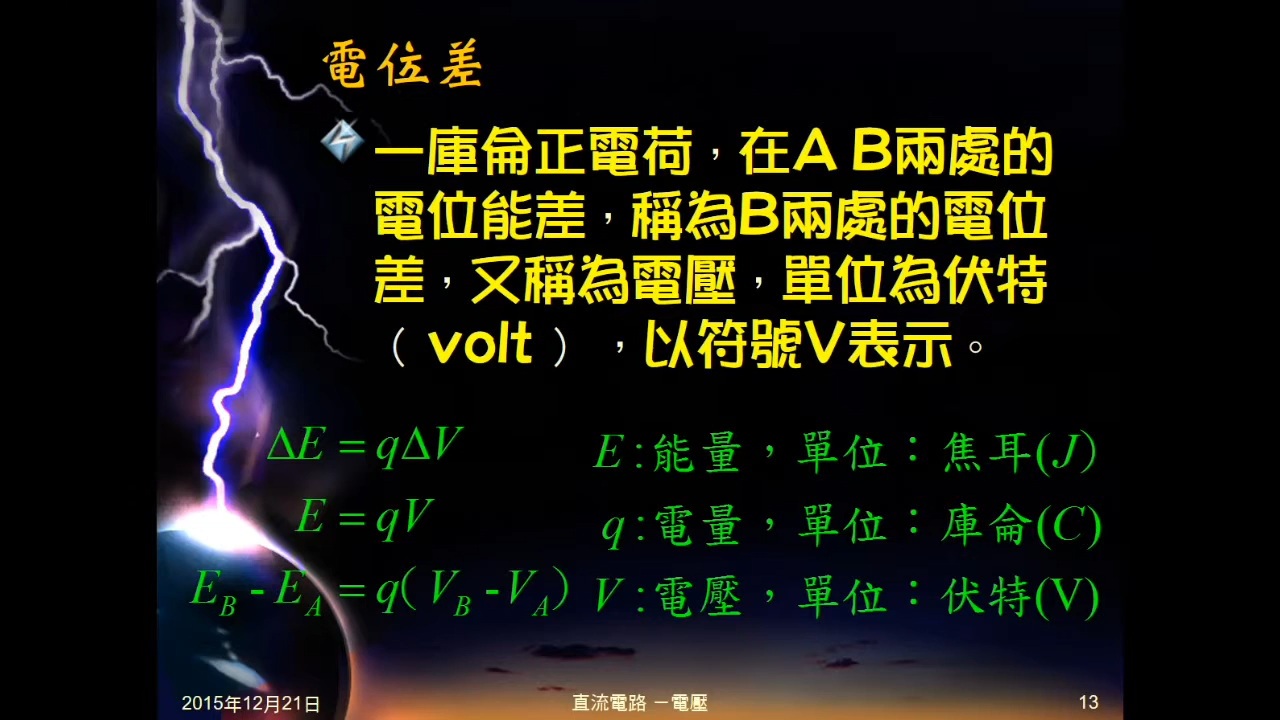 電位差
一庫侖正電荷，在A B兩處的
電位能差，稱為B兩處的電位
差，又稱為電壓，單位為伏特
（volt），以符號V表示。
ΔE = qΔV
E:能量，單位：焦耳(J)
E = qV
q:電量，單位：庫侖(C)
E_B - E_A = q( V_B - V_A )
V:電壓，單位：伏特(V)
2015年12月21日
直流電路 －電壓
13